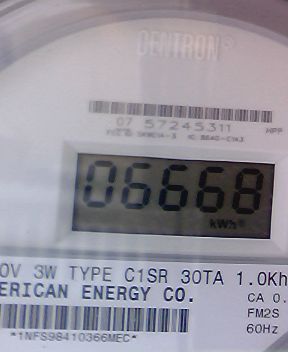 CENTRON®
07 57245311 HPP
06668
kWh
0V 3W TYPE C1SR 30TA 1.0Kh
ERICAN ENERGY CO. CA 0.
FM2S
60Hz
*1NFS98410366MEC*